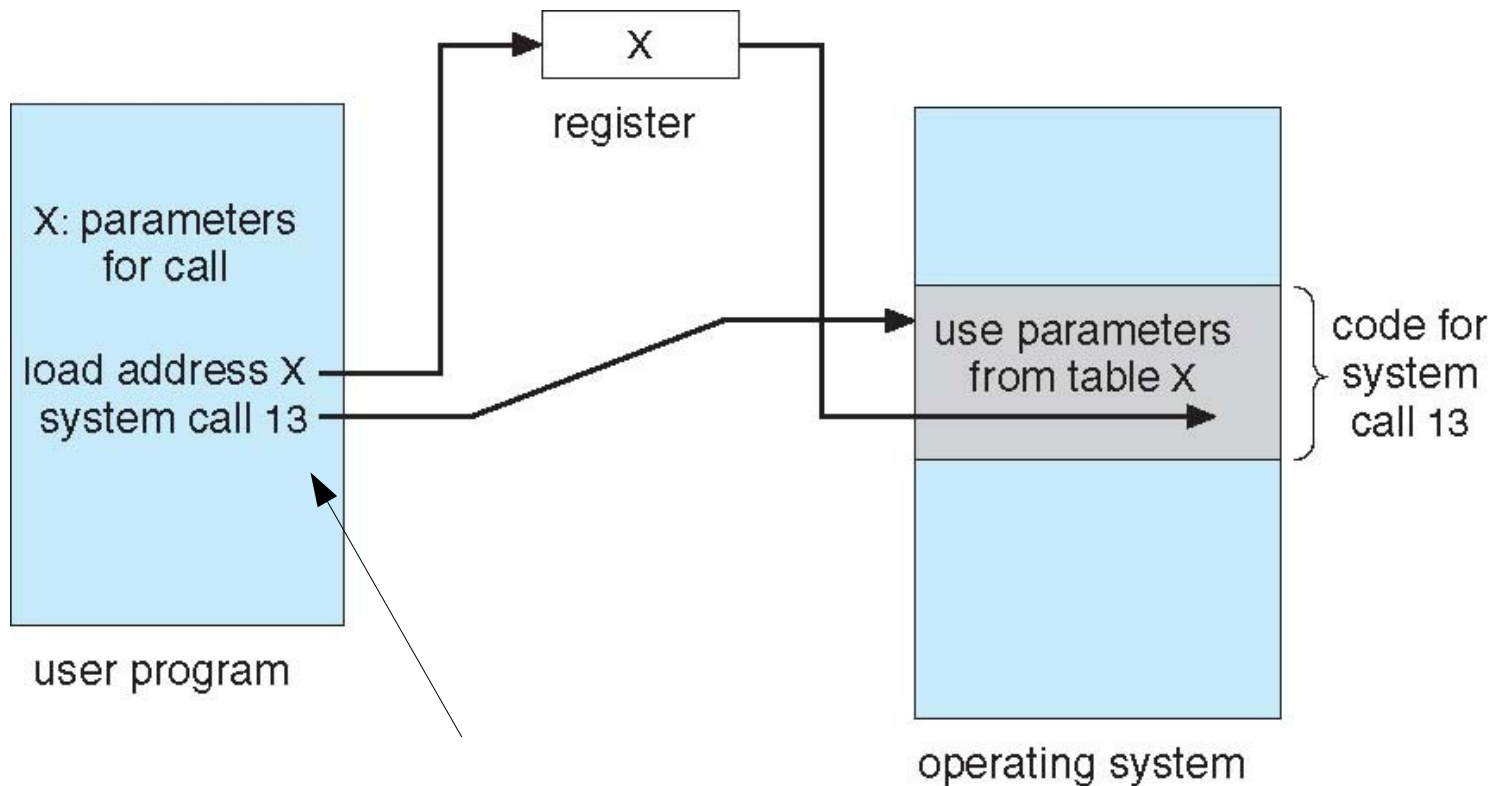 X
register
X: parameters
for call
load address X
system call 13
user program
use parameters
from table X
code for
system
call 13
operating system